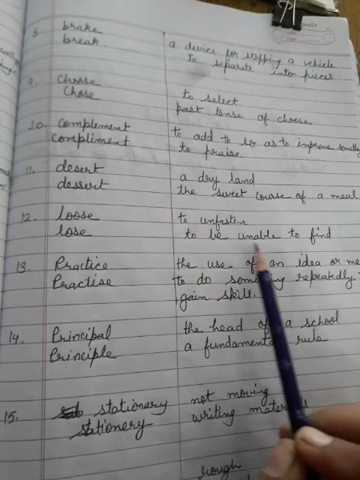 8. brake a device for stopping a vehicle
break. to separate into pieces
9. Choose to select
Chose past tense of choose
10. Complement to add to so as to improve
Compliment to praise
11. desert a dry land
dessert the sweet course of a meal
12. loose to unfasten
lose to be unable to find
13. Practice the use of an idea or
Practise to do something repeatedly
gain skill.
14. Principal the head of a school
Principle a fundamental rule
15. stationary not moving
stationery writing material
rough